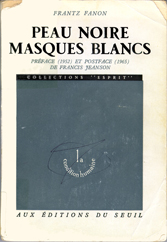 FRANTZ FANON
PEAU NOIRE
MASQUES BLANCS
PRÉFACE (1952) ET POSTFACE (1965)
DE FRANCIS JEANSON
COLLECTIONS "ESPRIT"
la
condition humaine
AUX ÉDITIONS DU SEUIL